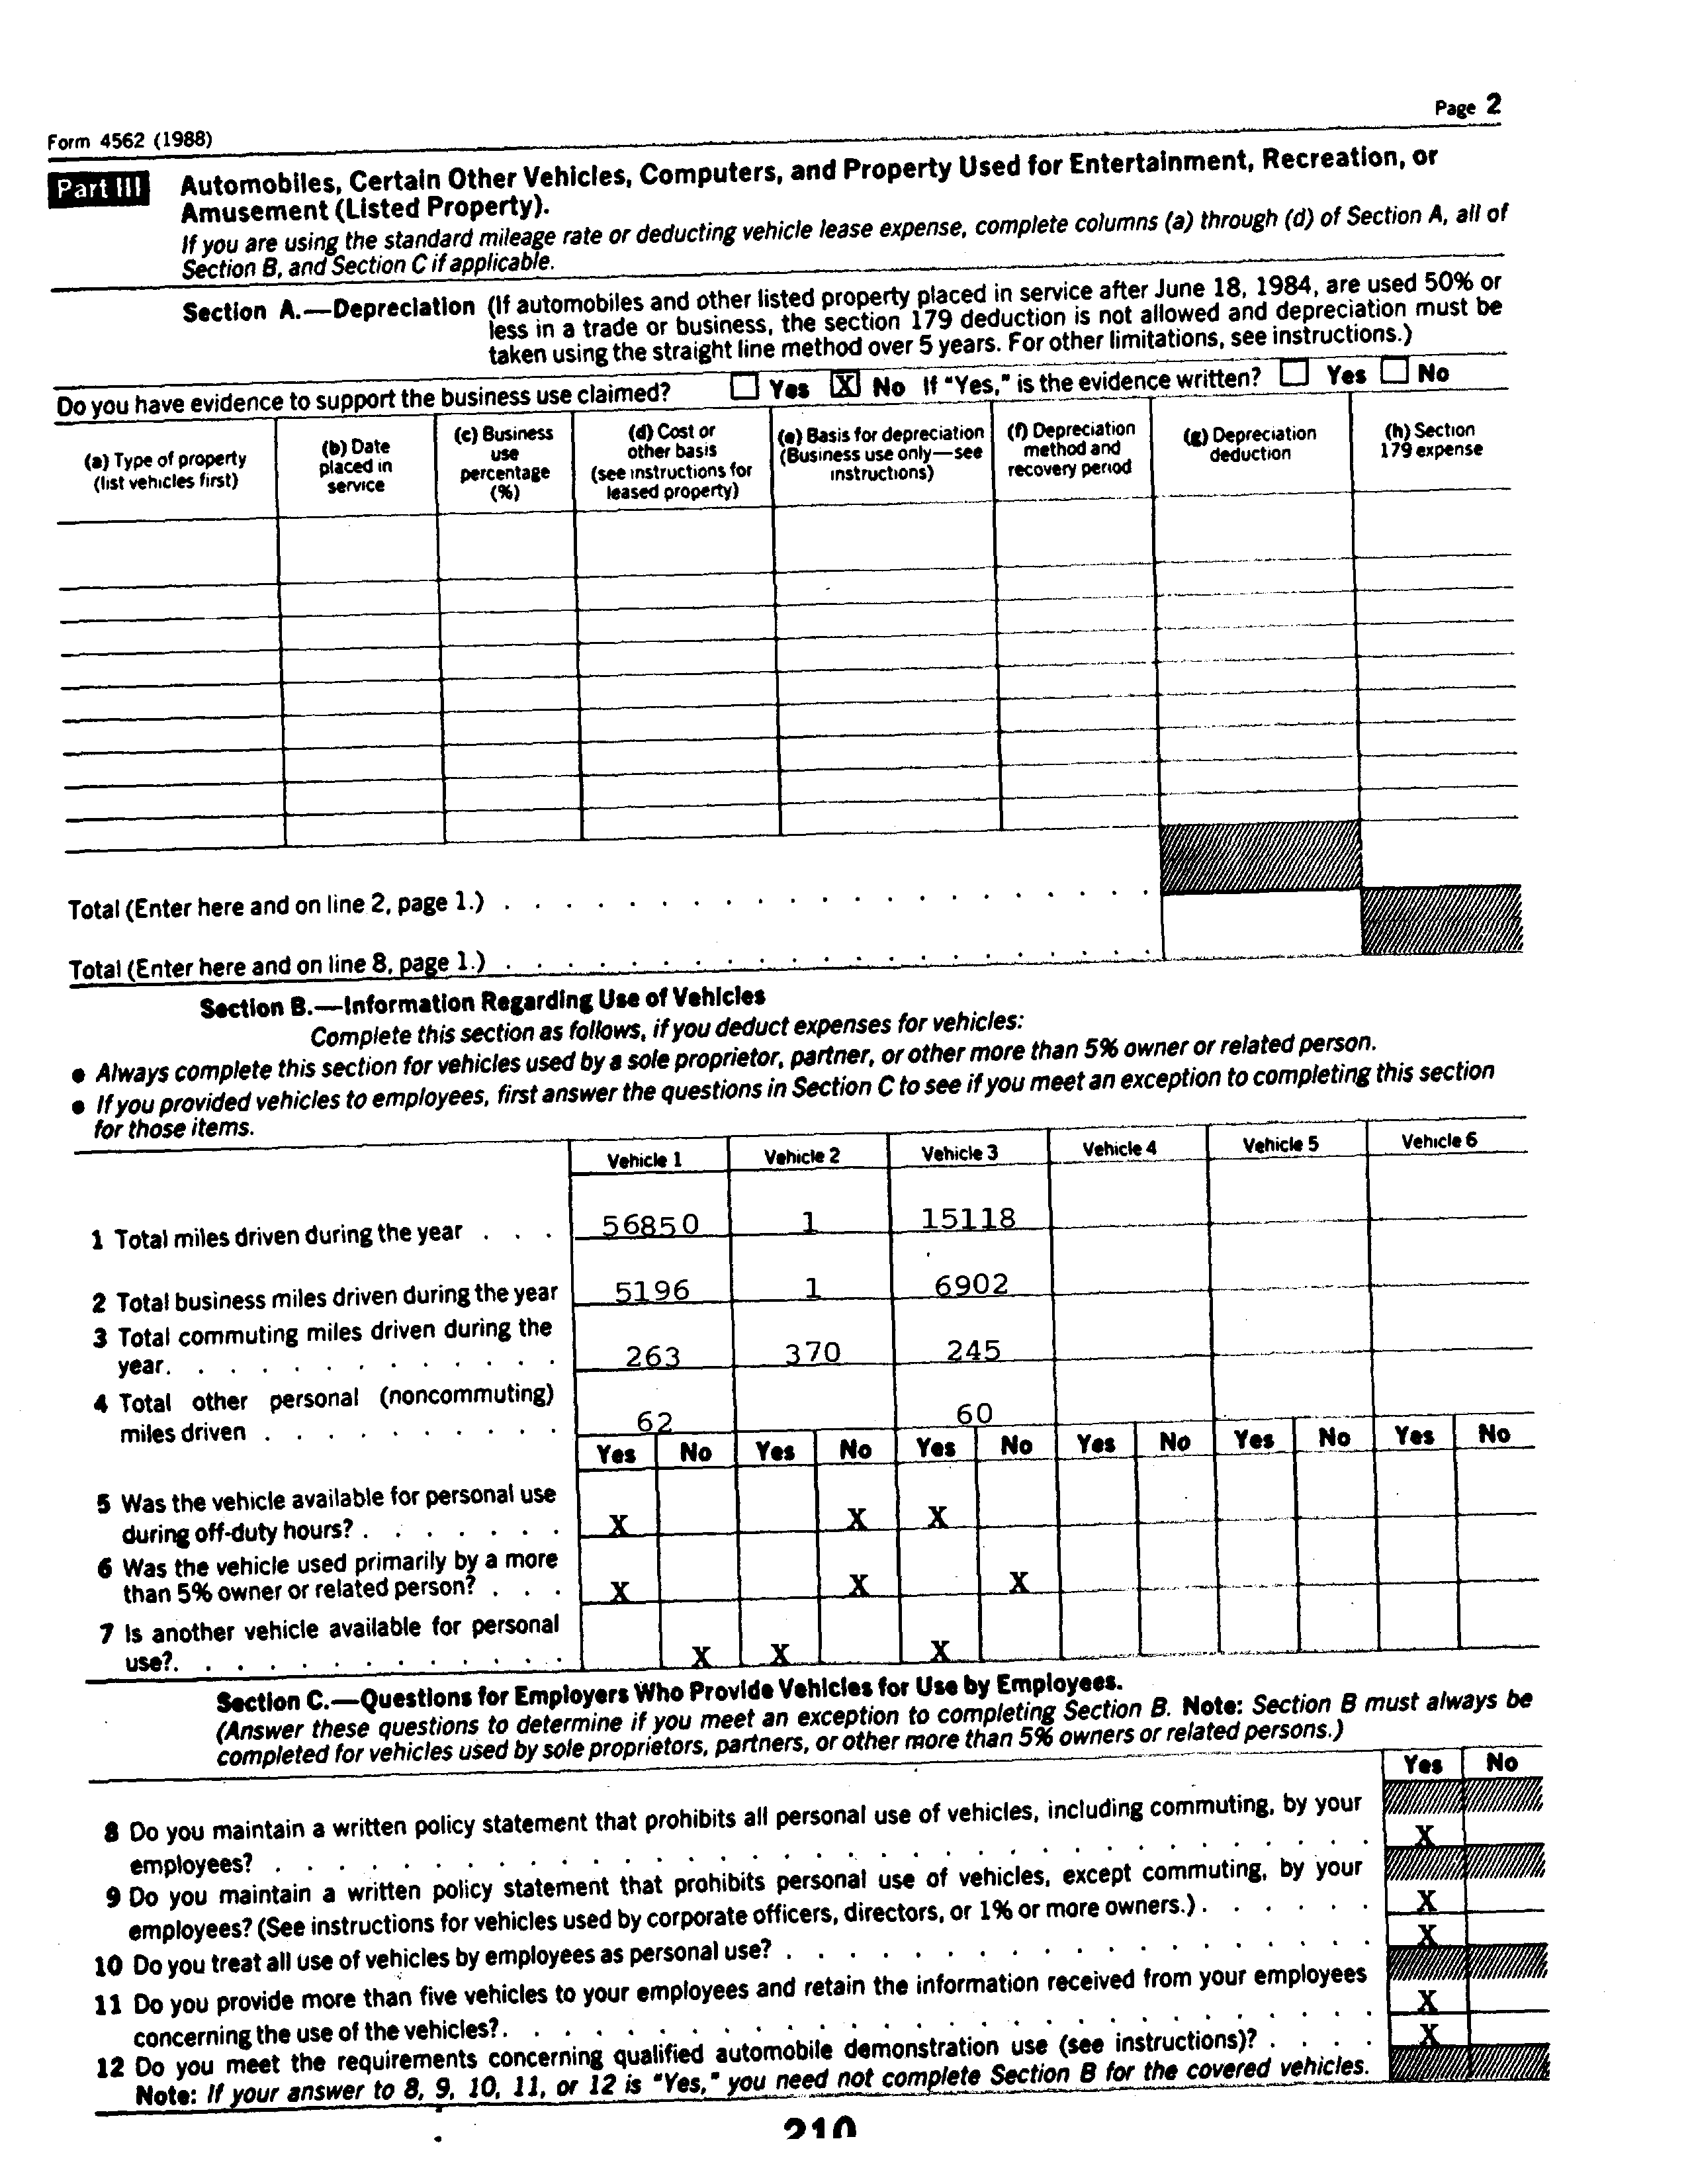 Page 2
Form 4562 (1988)
Part III Automobiles, Certain Other Vehicles, Computers, and Property Used for Entertainment, Recreation, or
Amusement (Listed Property).
If you are using the standard mileage rate or deducting vehicle lease expense, complete columns (a) through (d) of Section A, all of
Section B, and Section C if applicable.
Section A.—Depreciation (If automobiles and other listed property placed in service after June 18, 1984, are used 50% or
less in a trade or business, the section 179 deduction is not allowed and depreciation must be
taken using the straight line method over 5 years. For other limitations, see instructions.)
Do you have evidence to support the business use claimed? Yes X No If "Yes," is the evidence written? Yes No
(a) Type of property
(list vehicles first)
(b) Date
placed in
service
(c) Business
use
percentage
(%)
(d) Cost or
other basis
(see instructions for
leased property)
(e) Basis for depreciation
(Business use only—see
instructions)
(f) Depreciation
method and
recovery period
(g) Depreciation
deduction
(h) Section
179 expense
Total (Enter here and on line 2, page 1.) . . . . . . . . . . . . . . . . . . . . .
Total (Enter here and on line 8, page 1.) . . . . . . . . . . . . . . . . . . . . .
Section B.—Information Regarding Use of Vehicles
Complete this section as follows, if you deduct expenses for vehicles:
● Always complete this section for vehicles used by a sole proprietor, partner, or other more than 5% owner or related person.
● If you provided vehicles to employees, first answer the questions in Section C to see if you meet an exception to completing this section
for those items.
Vehicle 1 Vehicle 2 Vehicle 3 Vehicle 4 Vehicle 5 Vehicle 6
1 Total miles driven during the year . . . 56850 1 15118
2 Total business miles driven during the year 5196 1 6902
3 Total commuting miles driven during the
year. . . . . . . . . . . . . 263 370 245
4 Total other personal (noncommuting)
miles driven . . . . . . . . . . 62 60
Yes No Yes No Yes No Yes No Yes No Yes No
5 Was the vehicle available for personal use
during off-duty hours? . . . . . . . X X X
6 Was the vehicle used primarily by a more
than 5% owner or related person? . . . X X X
7 Is another vehicle available for personal
use?. . . . . . . . . . . . . X X X
Section C.—Questions for Employers Who Provide Vehicles for Use by Employees.
(Answer these questions to determine if you meet an exception to completing Section B. Note: Section B must always be
completed for vehicles used by sole proprietors, partners, or other more than 5% owners or related persons.)
Yes No
8 Do you maintain a written policy statement that prohibits all personal use of vehicles, including commuting, by your
employees? . . . . . . . . . . . . . . . . . . . . . . . . . . . . . . . . . . X
9 Do you maintain a written policy statement that prohibits personal use of vehicles, except commuting, by your
employees? (See instructions for vehicles used by corporate officers, directors, or 1% or more owners.) . . . . . . X
10 Do you treat all use of vehicles by employees as personal use? . . . . . . . . . . . . . . . . . . . X
11 Do you provide more than five vehicles to your employees and retain the information received from your employees
concerning the use of the vehicles?. . . . . . . . . . . . . . . . . . . . . . . . . . . . X
12 Do you meet the requirements concerning qualified automobile demonstration use (see instructions)? . . . . X
Note: If your answer to 8, 9, 10, 11, or 12 is "Yes," you need not complete Section B for the covered vehicles.
210